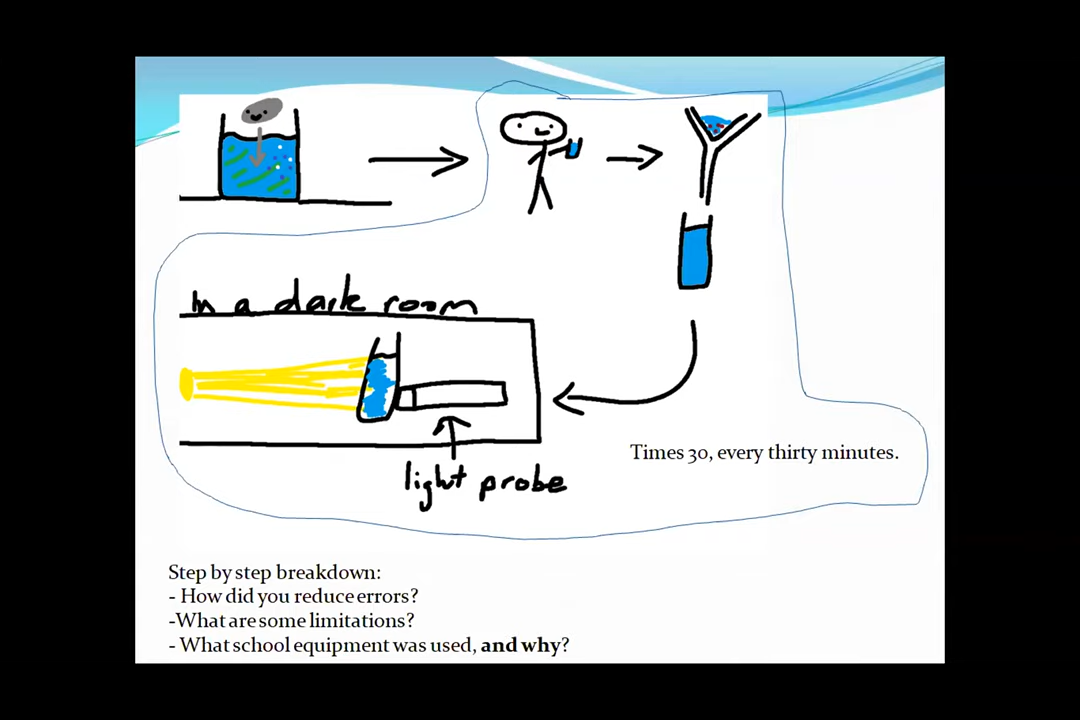 In a dark room
light probe
Times 30, every thirty minutes.
Step by step breakdown:
- How did you reduce errors?
-What are some limitations?
- What school equipment was used, and why?